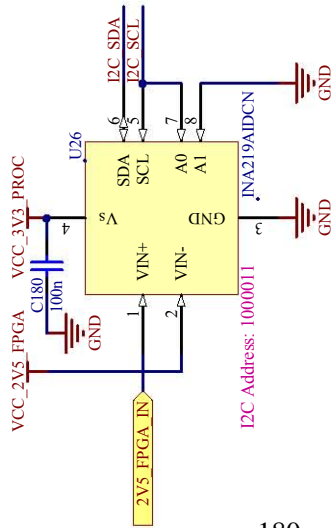 I2C_SDA
I2C_SCL
6
5
7
8
GND
U26
SDA
SCL
A0
A1
INA219AIDCN
VCC_3V3_PROC
4
Vs
GND
3
GND
C180
100n
GND
VIN+
VIN-
1
2
VCC_2V5_FPGA
I2C Address: 1000011
2V5_FPGA_IN
180